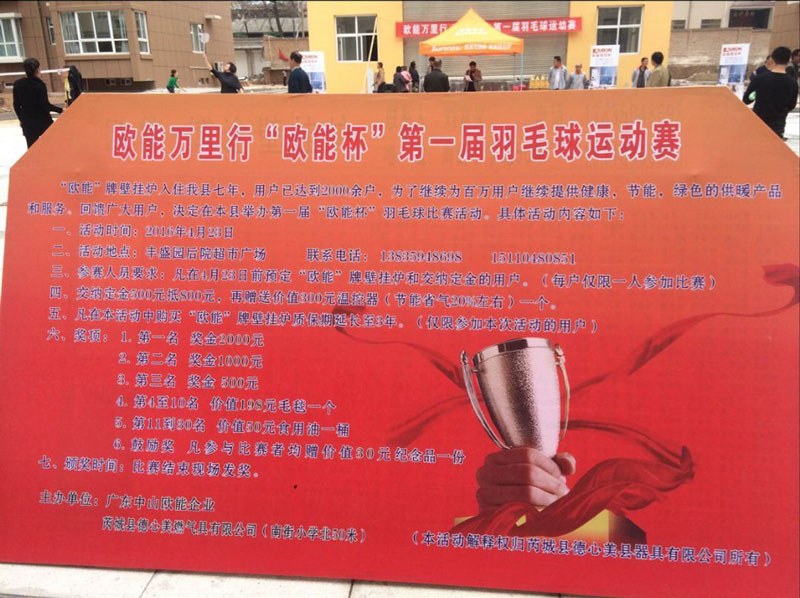 欧能万里行 第一届羽毛球运动赛
欧能万里行“欧能杯”第一届羽毛球运动赛
“欧能”牌壁挂炉入住我县七年，用户已达到2000余户，为了继续为百万用户继续提供健康、节能、绿色的供暖产品
和服务。回馈广大用户，决定在本县举办第一届“欧能杯”羽毛球比赛活动。具体活动内容如下：
一、活动时间：2016年4月23日
二、活动地点：丰盛园后院超市广场 联系电话： 13835948698 15110480851
三、参赛人员要求：凡在4月23日前预定“欧能”牌壁挂炉和交纳定金的用户。（每户仅限一人参加比赛）
四、交纳定金500元抵800元，再赠送价值300元温控器（节能省气20%左右）一个。
五、凡在本活动中购买“欧能”牌壁挂炉质保期延长至3年。（仅限参加本次活动的用户）
六、奖项：1. 第一名 奖金2000元
2. 第二名 奖金1000元
3. 第三名 奖金 500元
4. 第4至10名 价值198元毛毯一个
5. 第11到30名 价值50元食用油一桶
6. 鼓励奖 凡参与比赛者均赠价值30元纪念品一份
七、颁奖时间：比赛结束现场发奖。
主办单位：广东中山欧能企业
芮城县德心美燃气具有限公司（南街小学北50米）
（本活动解释权归芮城县德心美县器具有限公司所有）